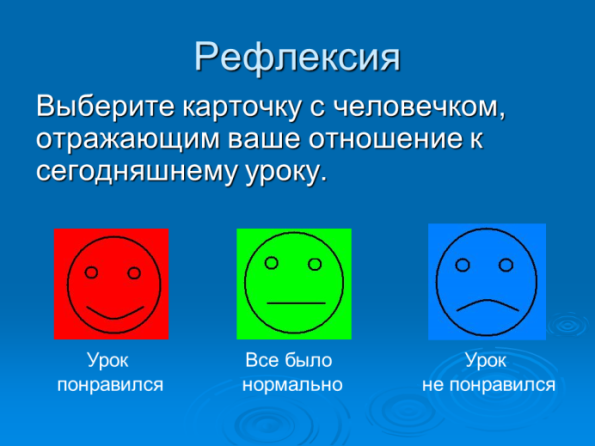 Рефлексия
Выберите карточку с человечком,
отражающим ваше отношение к
сегодняшнему уроку.
Урок
понравился
Все было
нормально
Урок
не понравился